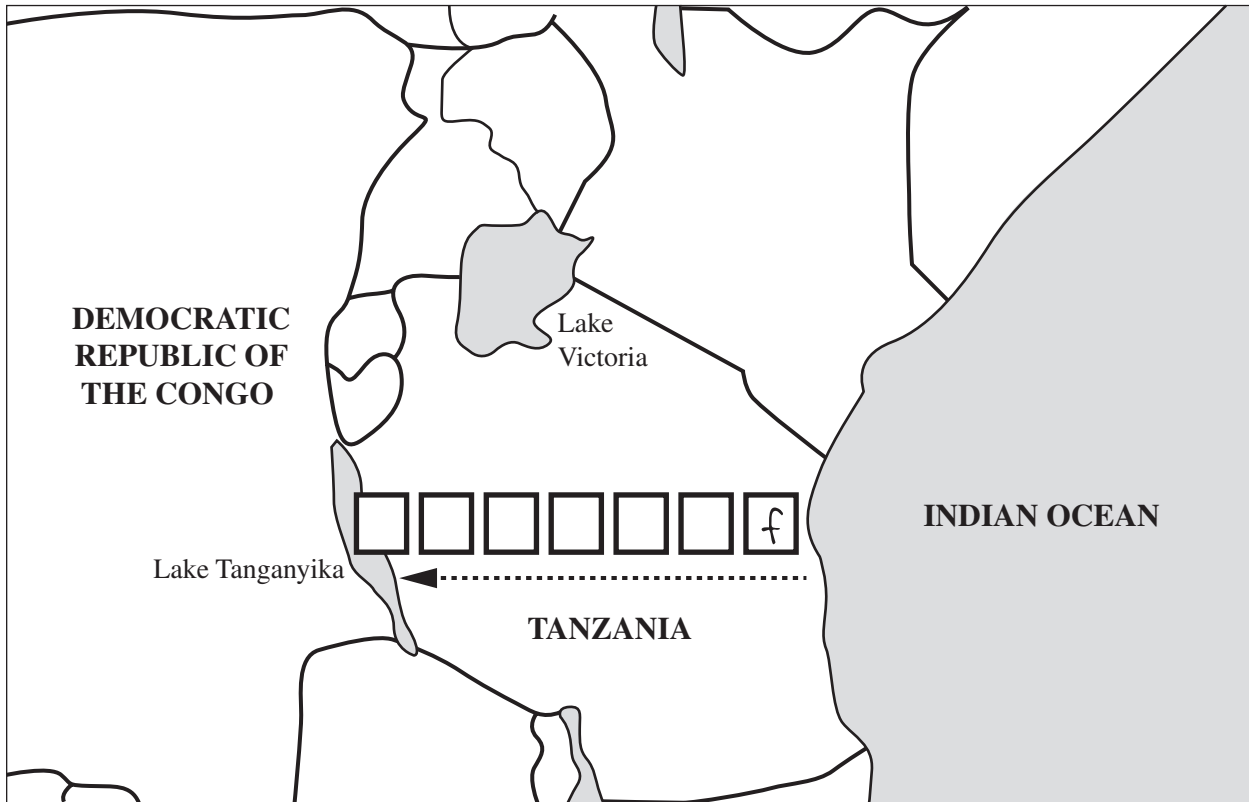 DEMOCRATIC
REPUBLIC OF
THE CONGO
Lake
Victoria
f
INDIAN OCEAN
Lake Tanganyika
TANZANIA